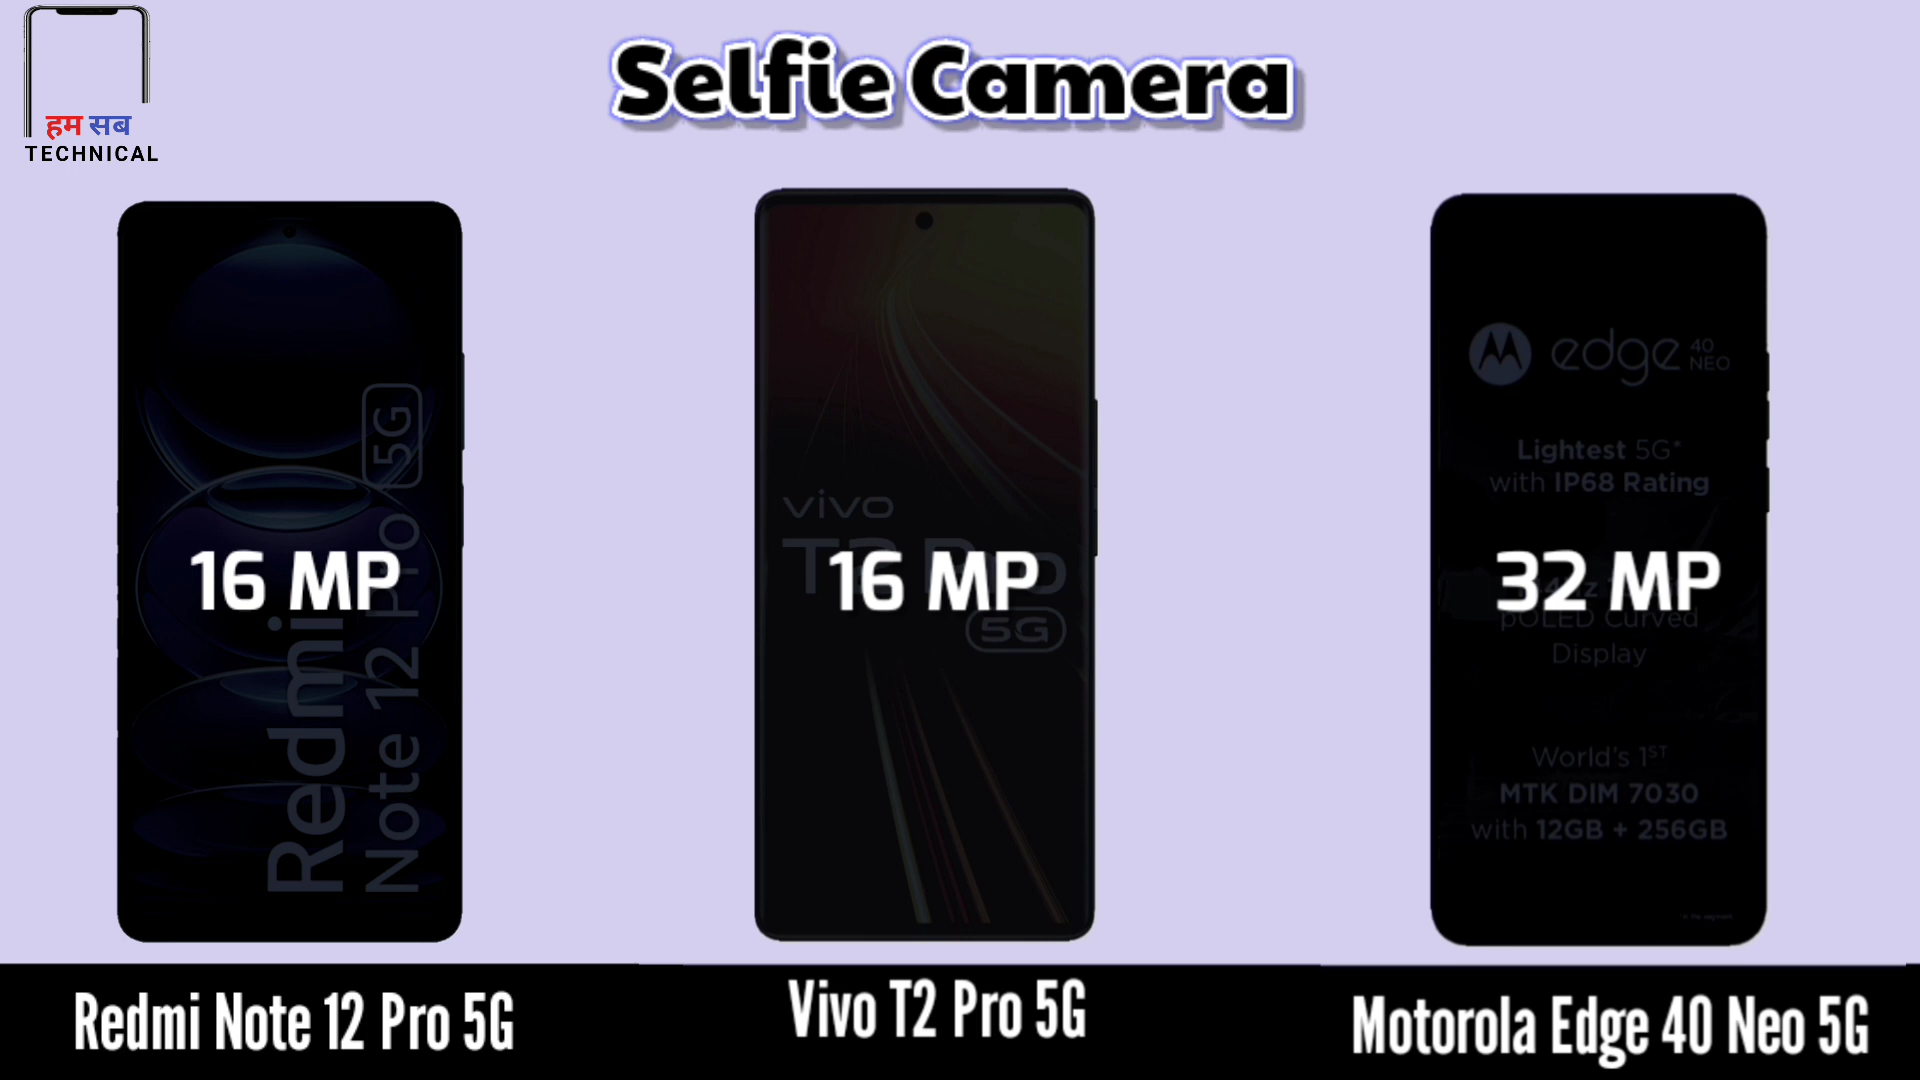 हम सब
TECHNICAL
Selfie Camera
5G
Redmi
Note 12 Pro
16 MP
Redmi Note 12 Pro 5G
vivo
T2 Pro
5G
16 MP
Vivo T2 Pro 5G
edge 40 NEO
Lightest 5G*
with IP68 Rating
32 MP
pOLED Curved
Display
World's 1ST
MTK DIM 7030
with 12GB + 256GB
Motorola Edge 40 Neo 5G